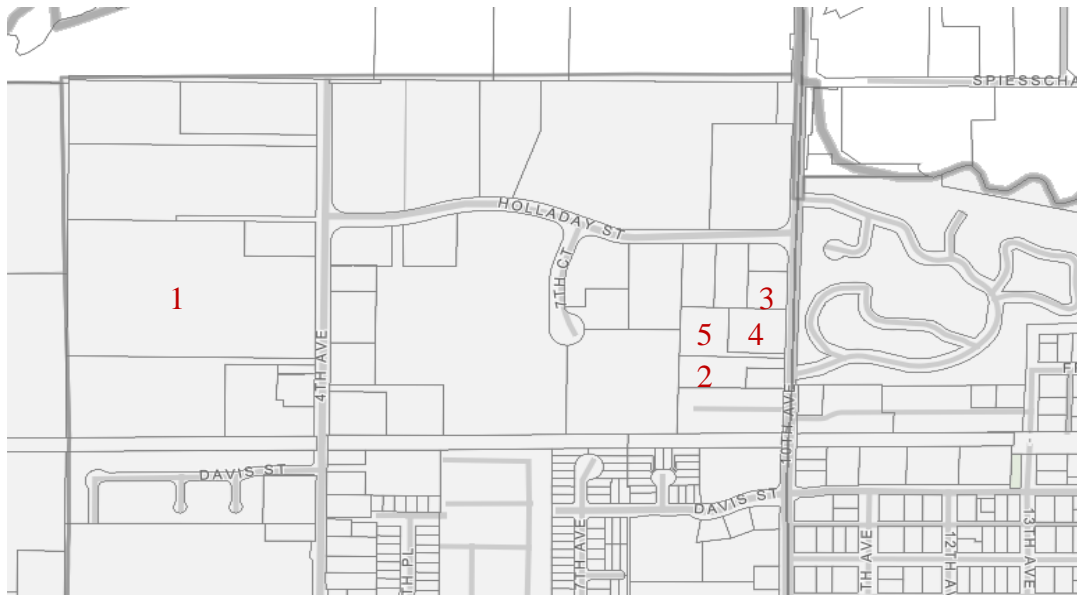 SPIESSCHA
HOLLADAY ST
7TH CT
1
3
5
4
4TH AVE
2
F
10TH AVE
DAVIS ST
DAVIS ST
TH PL
7TH AVE
TH AVE
12TH A
13TH AVE